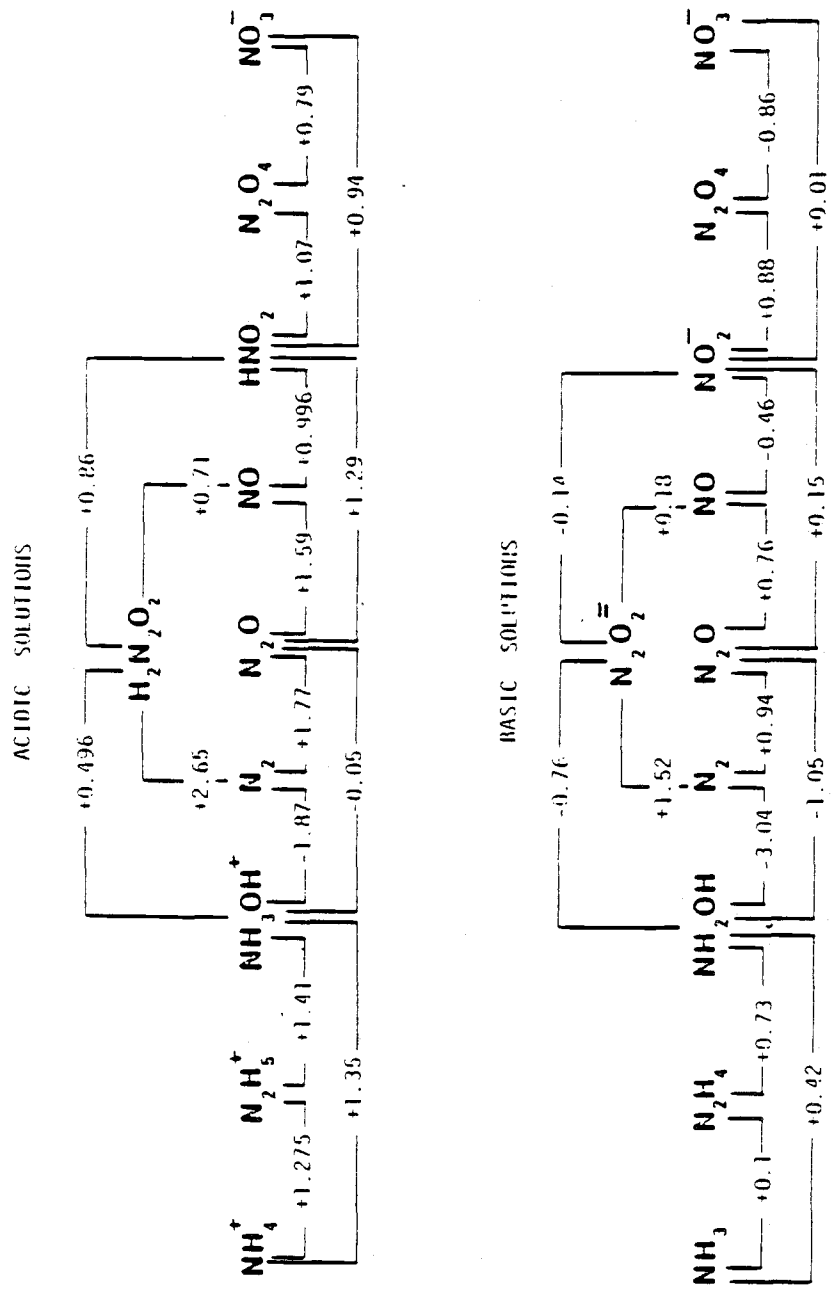 ACIDIC SOLUTIONS
+0.496 +0.86
H2N2O2
+2.65 +0.71
NH4+ N2H5+ NH3OH+ N2 N2O NO HNO2 N2O4 NO3-
+1.275 +1.41 -1.87 +1.77 +1.59 +0.996 +1.07 +0.79
+1.35 -0.05 +1.29 +0.94
BASIC SOLUTIONS
-0.76 -0.14
N2O2=
+1.52 +0.18
NH3 N2H4 NH2OH N2 N2O NO NO2- N2O4 NO3-
+0.1 +0.73 -3.04 +0.94 +0.76 -0.46 +0.88 -0.86
+0.42 -1.05 +0.15 +0.01